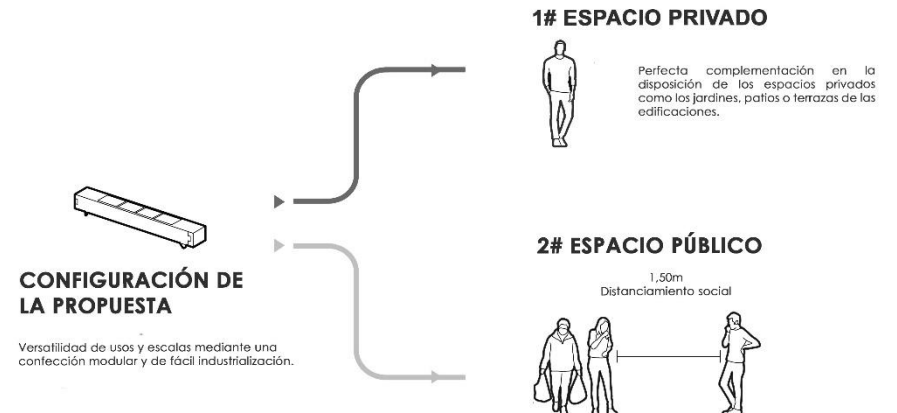 1# ESPACIO PRIVADO
Perfecta complementación en la
disposición de los espacios privados
como los jardines, patios o terrazas de las
edificaciones.
CONFIGURACIÓN DE
LA PROPUESTA
Versatilidad de usos y escalas mediante una
confección modular y de fácil industrialización.
2# ESPACIO PÚBLICO
1,50m
Distanciamiento social